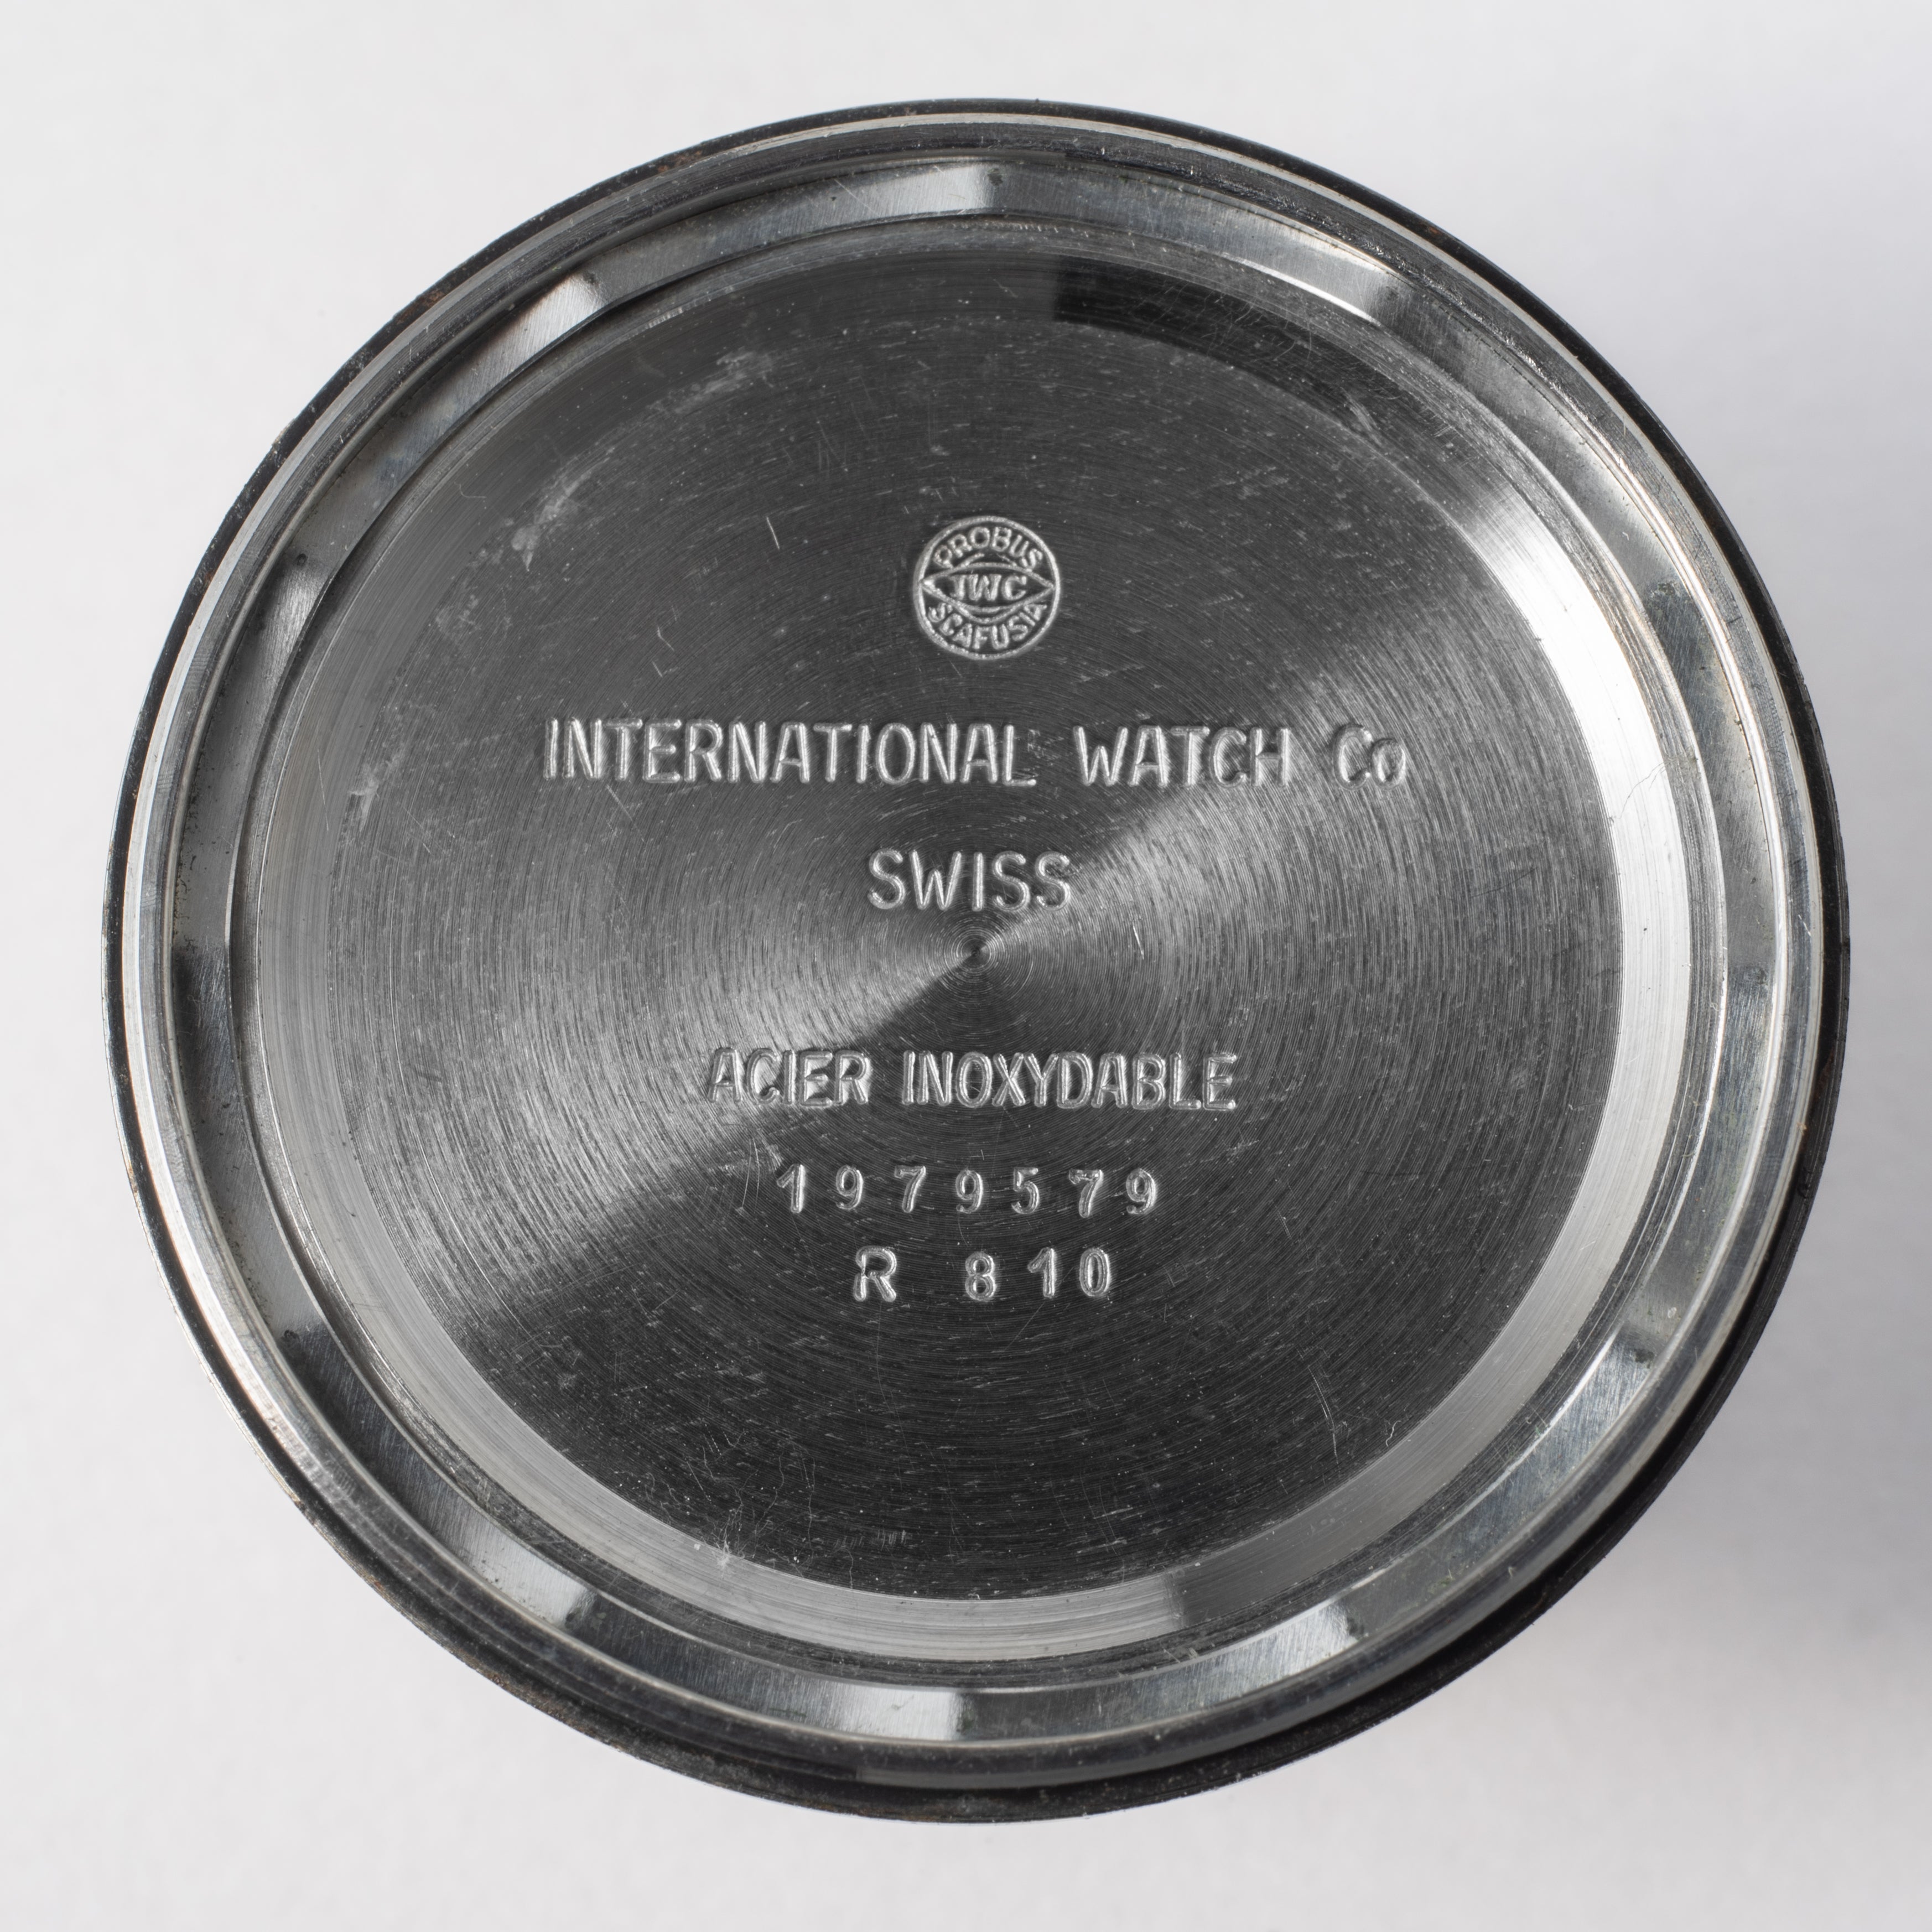 PROBUS
IWC
SCAFUSIA
INTERNATIONAL WATCH Co
SWISS
ACIER INOXYDABLE
1979579
R 810